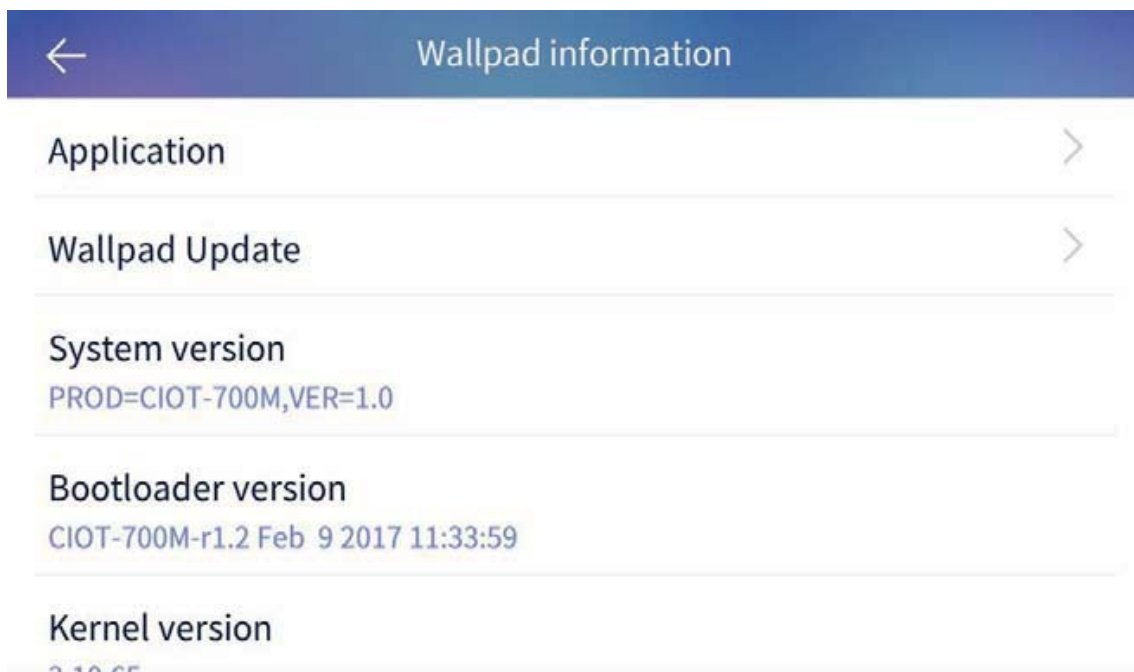 Wallpad information
Application
Wallpad Update
System version
PROD=CIOT-700M,VER=1.0
Bootloader version
CIOT-700M-r1.2 Feb  9 2017 11:33:59
Kernel version